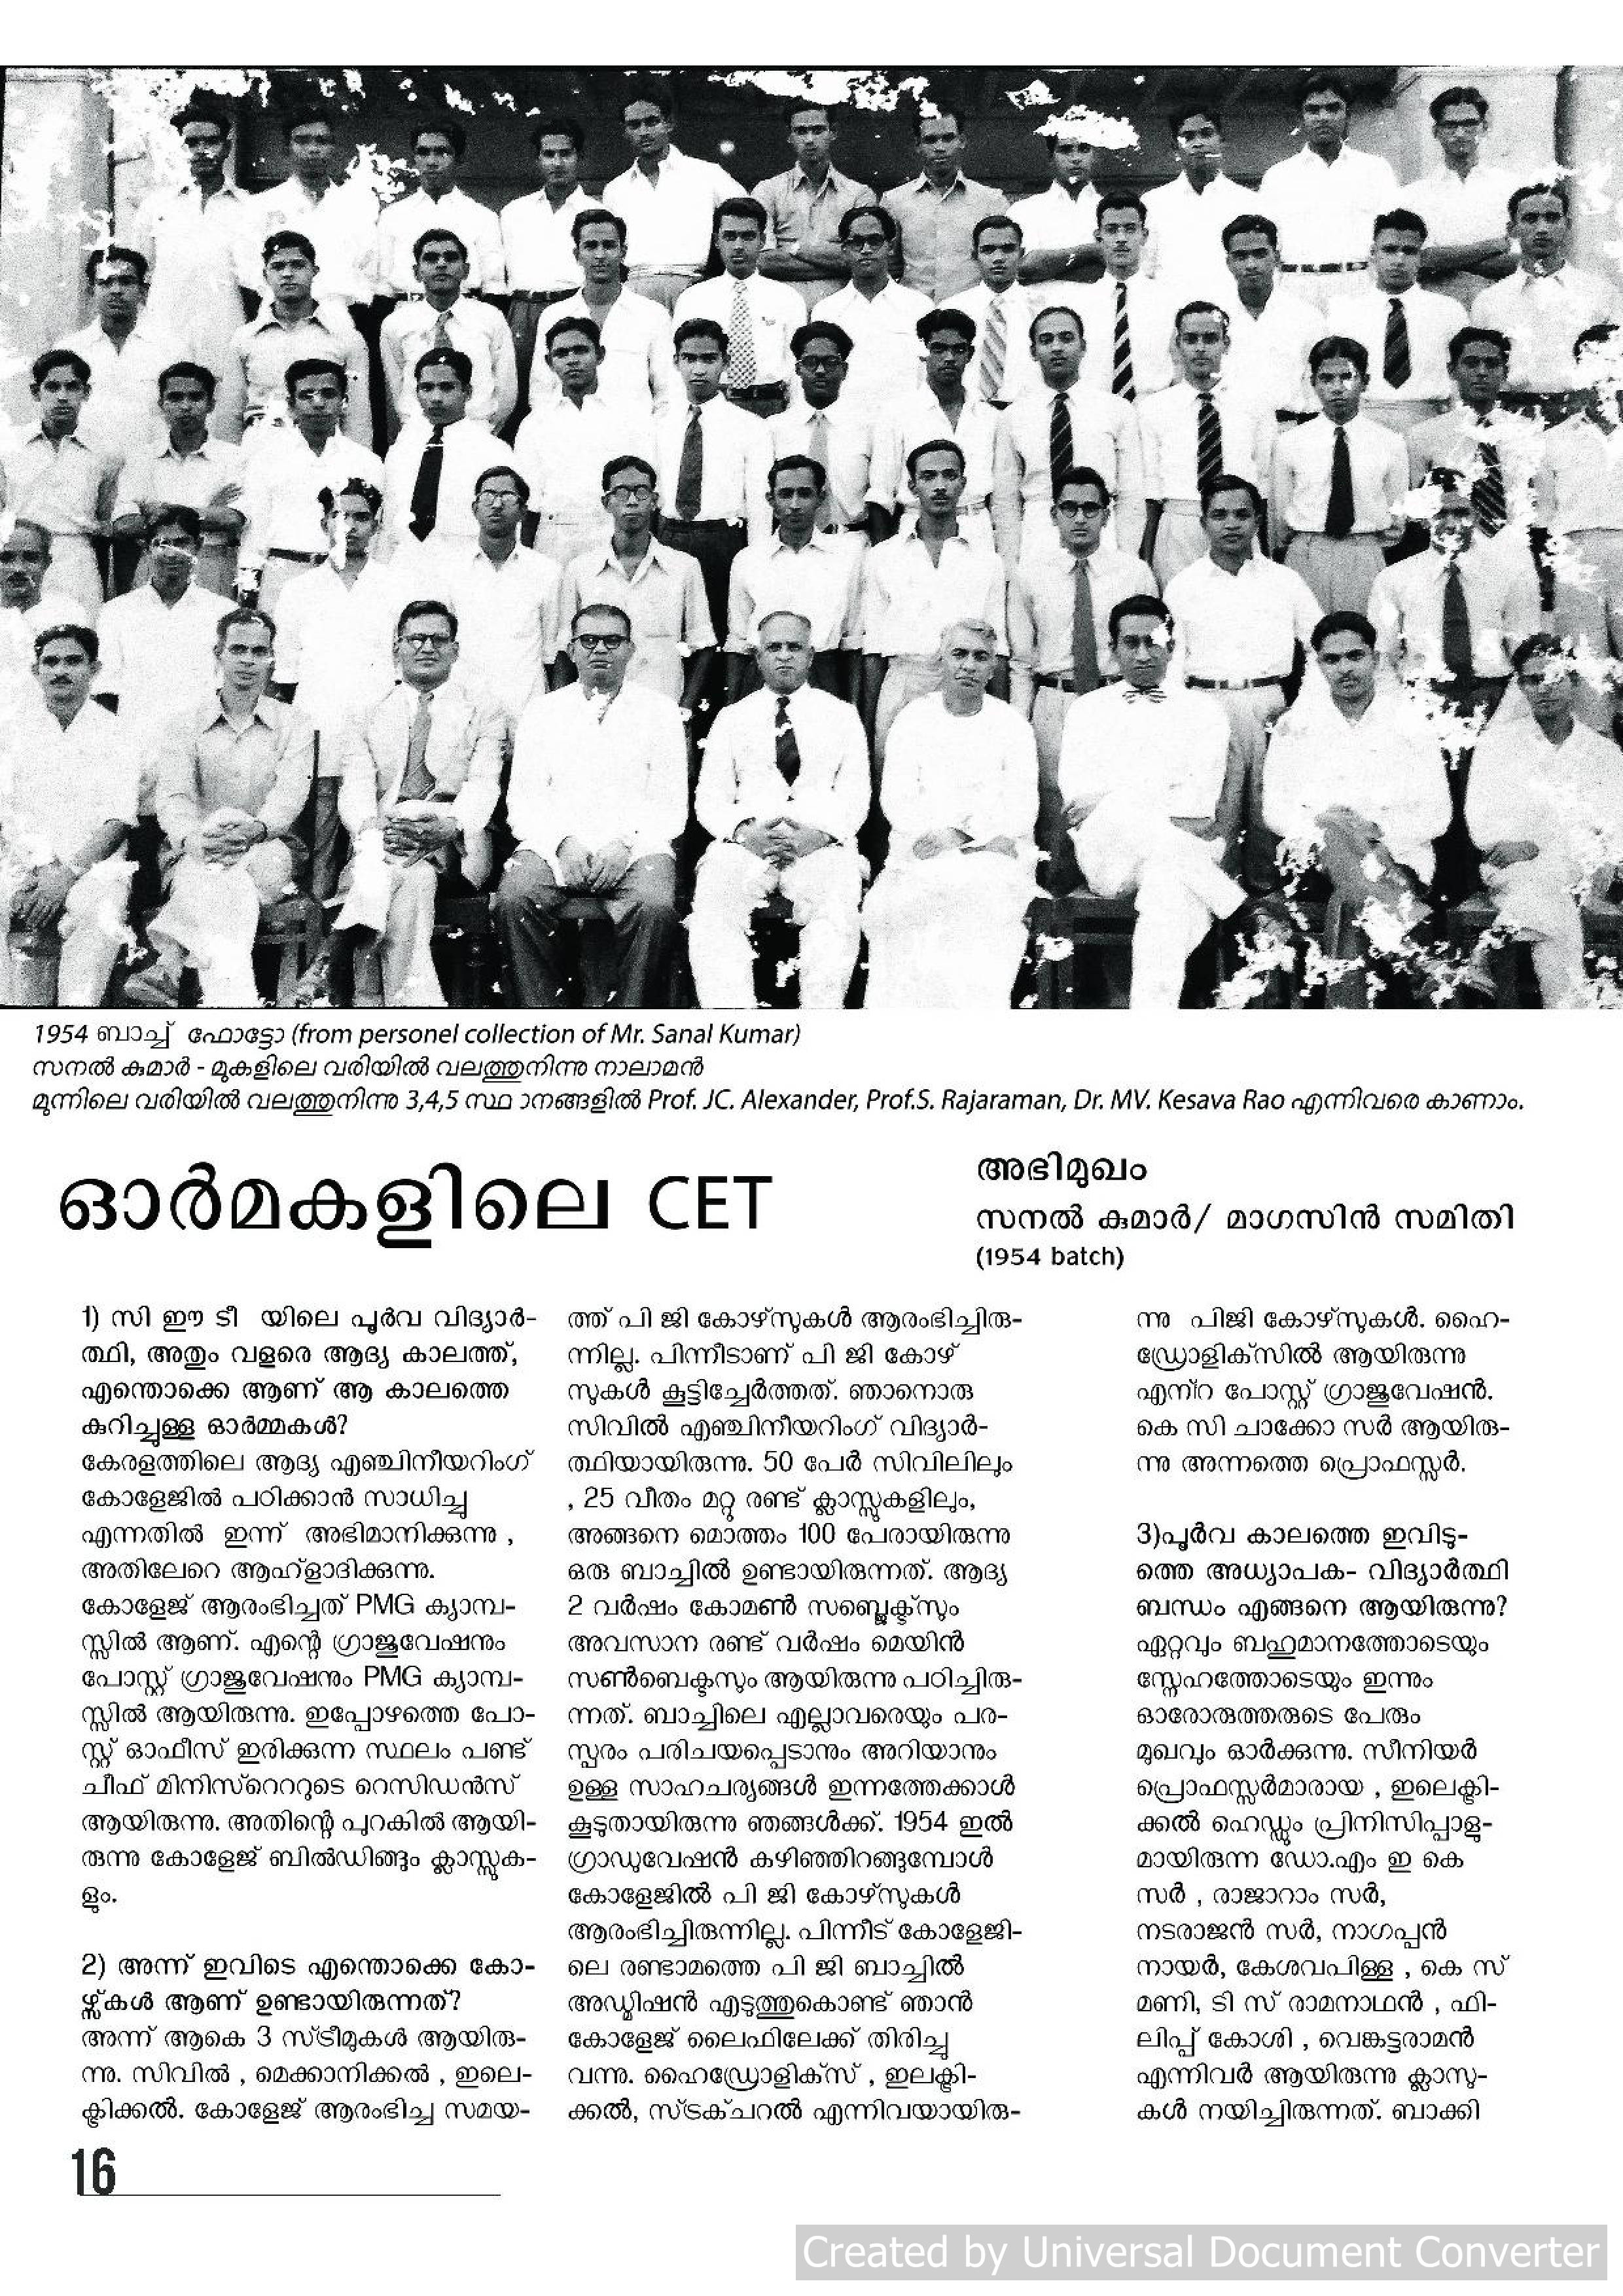 1954 ബാച്ച് ഫോട്ടോ (from personel collection of Mr. Sanal Kumar)
സനൽ കുമാർ - മുകളിലെ വരിയിൽ വലത്തുനിന്നു നാലാമൻ
മുന്നിലെ വരിയിൽ വലത്തുനിന്നു 3,4,5 സ്ഥാനങ്ങളിൽ Prof. JC. Alexander, Prof.S. Rajaraman, Dr. MV. Kesava Rao എന്നിവരെ കാണാം.
ഓർമകളിലെ CET
അഭിമുഖം
സനൽ കുമാർ/ മാഗസിൻ സമിതി
(1954 batch)
1) സി ഈ ടീ യിലെ പൂർവ വിദ്യാർ-
ത്ഥി, അതും വളരെ ആദ്യ കാലത്ത്,
എന്തൊക്കെ ആണ് ആ കാലത്തെ
കുറിച്ചുള്ള ഓർമ്മകൾ?
കേരളത്തിലെ ആദ്യ എഞ്ചിനീയറിംഗ്
കോളേജിൽ പഠിക്കാൻ സാധിച്ചു
എന്നതിൽ ഇന്ന് അഭിമാനിക്കുന്നു ,
അതിലേറെ ആഹ്ളാദിക്കുന്നു.
കോളേജ് ആരംഭിച്ചത് PMG ക്യാമ്പ-
സ്സിൽ ആണ്. എന്റെ ഗ്രാജുവേഷനും
പോസ്റ്റ് ഗ്രാജുവേഷനും PMG ക്യാമ്പ-
സ്സിൽ ആയിരുന്നു. ഇപ്പോഴത്തെ പോ-
സ്റ്റ് ഓഫീസ് ഇരിക്കുന്ന സ്ഥലം പണ്ട്
ചീഫ് മിനിസ്റെററുടെ റെസിഡൻസ്
ആയിരുന്നു. അതിന്റെ പുറകിൽ ആയി-
രുന്നു കോളേജ് ബിൽഡിങ്ങും ക്ലാസ്സുക-
ളും.
2) അന്ന് ഇവിടെ എന്തൊക്കെ കോ-
ഴ്സ്കൾ ആണ് ഉണ്ടായിരുന്നത്?
അന്ന് ആകെ 3 സ്ട്രീമുകൾ ആയിരു-
ന്നു. സിവിൽ , മെക്കാനിക്കൽ , ഇലെ-
ക്ട്രിക്കൽ. കോളേജ് ആരംഭിച്ച സമയ-
ത്ത് പി ജി കോഴ്സുകൾ ആരംഭിച്ചിരു-
ന്നില്ല. പിന്നീടാണ് പി ജി കോഴ്
സുകൾ കൂട്ടിച്ചേർത്തത്. ഞാനൊരു
സിവിൽ എഞ്ചിനീയറിംഗ് വിദ്യാർ-
ത്ഥിയായിരുന്നു. 50 പേർ സിവിലിലും
, 25 വീതം മറ്റു രണ്ട് ക്ലാസ്സുകളിലും,
അങ്ങനെ മൊത്തം 100 പേരായിരുന്നു
ഒരു ബാച്ചിൽ ഉണ്ടായിരുന്നത്. ആദ്യ
2 വർഷം കോമൺ സബ്ജെക്ട്സും
അവസാന രണ്ട് വർഷം മെയിൻ
സൺബെക്ടസും ആയിരുന്നു പഠിച്ചിരു-
ന്നത്. ബാച്ചിലെ എല്ലാവരെയും പര-
സ്പരം പരിചയപ്പെടാനും അറിയാനും
ഉള്ള സാഹചര്യങ്ങൾ ഇന്നത്തേക്കാൾ
കൂടുതായിരുന്നു ഞങ്ങൾക്ക്. 1954 ഇൽ
ഗ്രാഡുവേഷൻ കഴിഞ്ഞിറങ്ങുമ്പോൾ
കോളേജിൽ പി ജി കോഴ്സുകൾ
ആരംഭിച്ചിരുന്നില്ല. പിന്നീട് കോളേജി-
ലെ രണ്ടാമത്തെ പി ജി ബാച്ചിൽ
അഡ്മിഷൻ എടുത്തുകൊണ്ട് ഞാൻ
കോളേജ് ലൈഫിലേക്ക് തിരിച്ചു
വന്നു. ഹൈഡ്രോളിക്സ് , ഇലക്ട്രി-
ക്കൽ, സ്ട്രക്ചറൽ എന്നിവയായിരു-
ന്നു പിജി കോഴ്സുകൾ. ഹൈ-
ഡ്രോളിക്സിൽ ആയിരുന്നു
എന്റ പോസ്റ്റ് ഗ്രാജുവേഷൻ.
കെ സി ചാക്കോ സർ ആയിരു-
ന്നു അന്നത്തെ പ്രൊഫസ്സർ.
3)പൂർവ കാലത്തെ ഇവിടു-
ത്തെ അധ്യാപക- വിദ്യാർത്ഥി
ബന്ധം എങ്ങനെ ആയിരുന്നു?
ഏറ്റവും ബഹുമാനത്തോടെയും
സ്നേഹത്തോടെയും ഇന്നും
ഓരോരുത്തരുടെ പേരും
മുഖവും ഓർക്കുന്നു. സീനിയർ
പ്രൊഫസ്സർമാരായ , ഇലെക്ട്രി-
ക്കൽ ഹെഡ്ഡും പ്രിനിസിപ്പാളു-
മായിരുന്ന ഡോ.എം ഇ കെ
സർ , രാജാറാം സർ,
നടരാജൻ സർ, നാഗപ്പൻ
നായർ, കേശവപിള്ള , കെ സ്
മണി, ടി സ് രാമനാഥൻ , ഫി-
ലിപ്പ് കോശി , വെങ്കട്ടരാമൻ
എന്നിവർ ആയിരുന്നു ക്ലാസു-
കൾ നയിച്ചിരുന്നത്. ബാക്കി
16
Created by Universal Document Converter